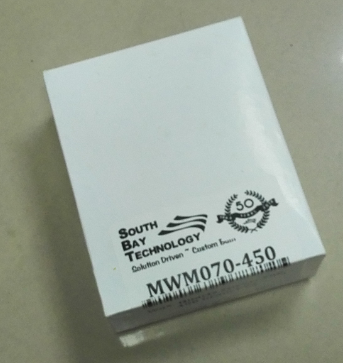 SOUTH
BAY
TECHNOLOGY
Solution Driven ~ Custom
50
MWM070-450